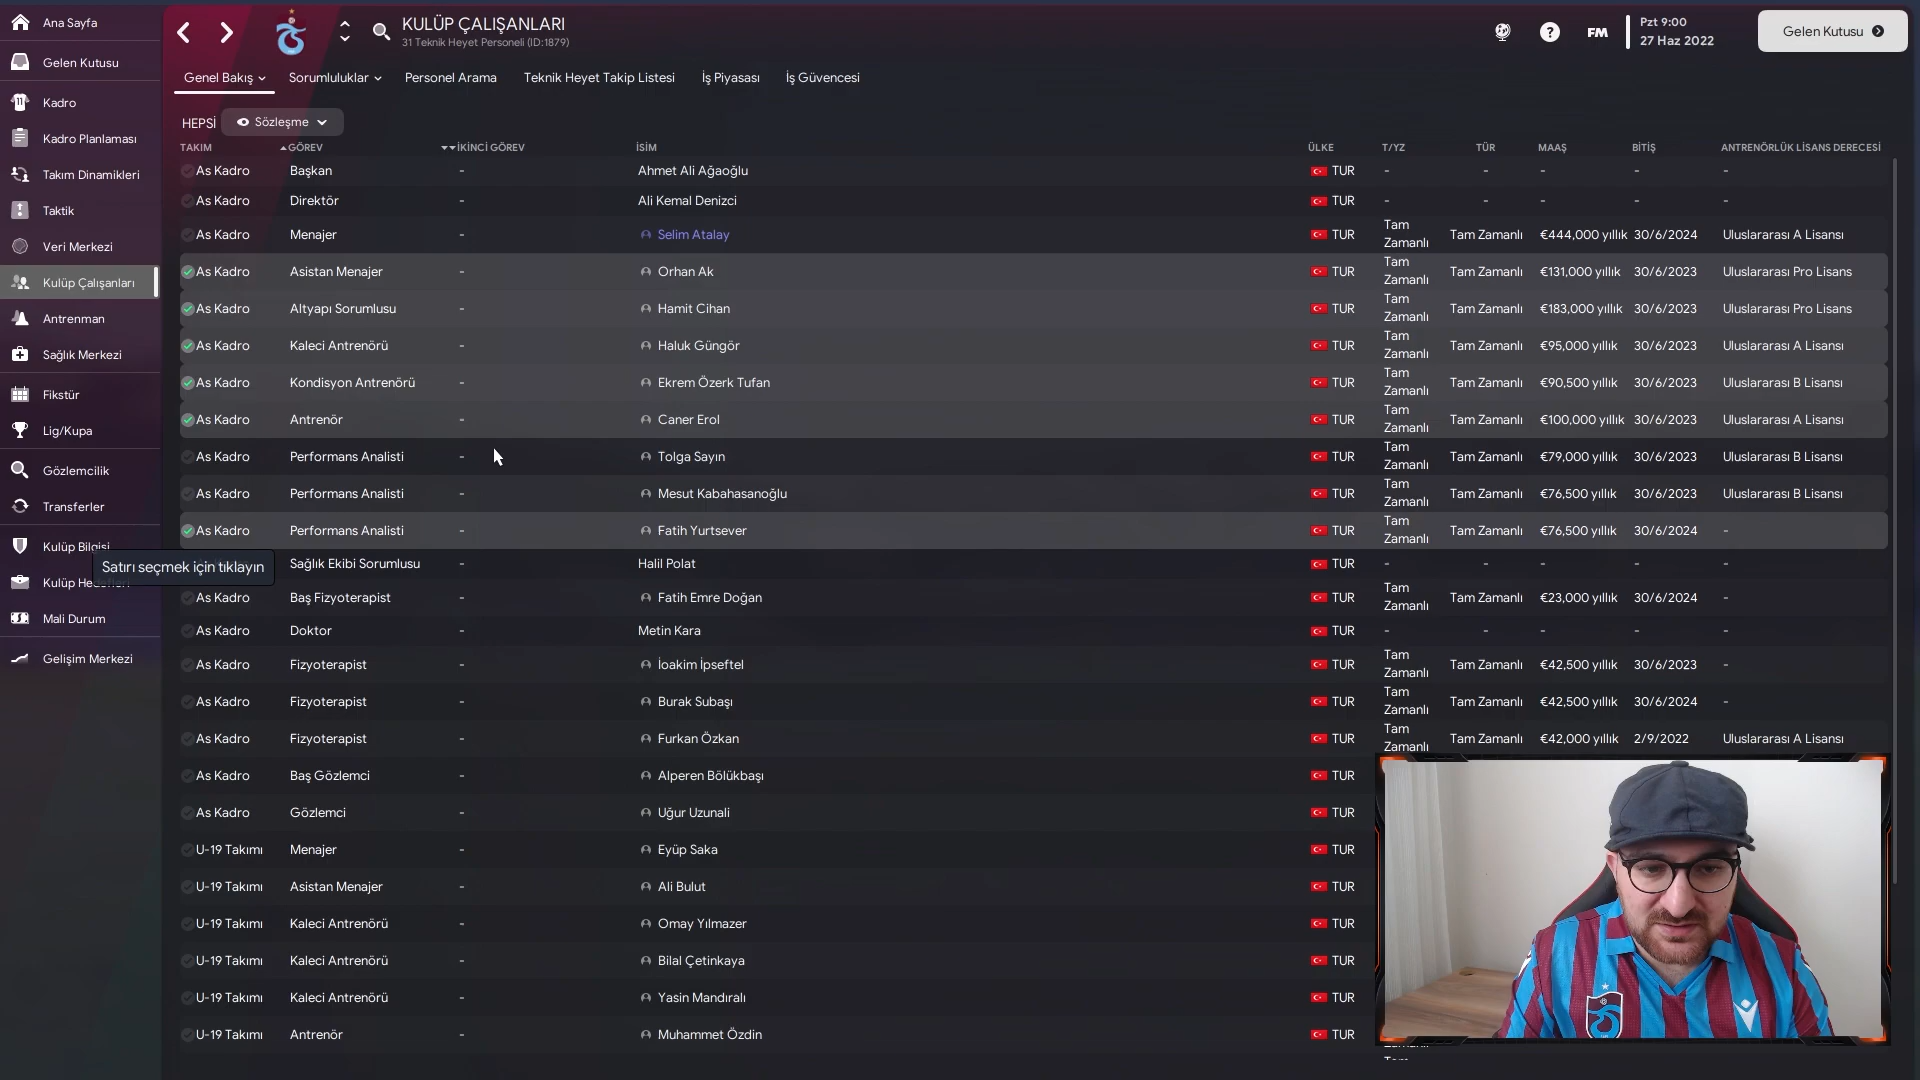 Ana Sayfa
Gelen Kutusu
Kadro
Kadro Planlaması
Takım Dinamikleri
Taktik
Veri Merkezi
Kulüp Çalışanları
Antrenman
Sağlık Merkezi
Fikstür
Lig/Kupa
Gözlemcilik
Transferler
Kulüp Bilgisi
Satırı seçmek için tıklayın
Mali Durum
Gelişim Merkezi
KULÜP ÇALIŞANLARI
31 Teknik Heyet Personeli (ID:1879)
FM
Pzt 9:00
27 Haz 2022
Gelen Kutusu
Genel Bakış Sorumluluklar Personel Arama Teknik Heyet Takip Listesi İş Piyasası İş Güvencesi
HEPSİ Sözleşme
TAKIM GÖREV İKİNCİ GÖREV İSİM ÜLKE T/YZ TÜR MAAŞ BİTİŞ ANTRENÖRLÜK LİSANS DERECESİ
As Kadro Başkan - Ahmet Ali Ağaoğlu TUR - - - - -
As Kadro Direktör - Ali Kemal Denizci TUR - - - - -
As Kadro Menajer - Selim Atalay TUR Tam Zamanlı Tam Zamanlı €444,000 yıllık 30/6/2024 Uluslararası A Lisansı
As Kadro Asistan Menajer - Orhan Ak TUR Tam Zamanlı Tam Zamanlı €131,000 yıllık 30/6/2023 Uluslararası Pro Lisans
As Kadro Altyapı Sorumlusu - Hamit Cihan TUR Tam Zamanlı Tam Zamanlı €183,000 yıllık 30/6/2023 Uluslararası Pro Lisans
As Kadro Kaleci Antrenörü - Haluk Güngör TUR Tam Zamanlı Tam Zamanlı €95,000 yıllık 30/6/2023 Uluslararası A Lisansı
As Kadro Kondisyon Antrenörü - Ekrem Özerk Tufan TUR Tam Zamanlı Tam Zamanlı €90,500 yıllık 30/6/2023 Uluslararası B Lisansı
As Kadro Antrenör - Caner Erol TUR Tam Zamanlı Tam Zamanlı €100,000 yıllık 30/6/2023 Uluslararası A Lisansı
As Kadro Performans Analisti - Tolga Sayın TUR Tam Zamanlı Tam Zamanlı €79,000 yıllık 30/6/2023 Uluslararası B Lisansı
As Kadro Performans Analisti - Mesut Kabahasanoğlu TUR Tam Zamanlı Tam Zamanlı €76,500 yıllık 30/6/2023 Uluslararası B Lisansı
As Kadro Performans Analisti - Fatih Yurtsever TUR Tam Zamanlı Tam Zamanlı €76,500 yıllık 30/6/2024 -
Sağlık Ekibi Sorumlusu - Halil Polat TUR - - - - -
As Kadro Baş Fizyoterapist - Fatih Emre Doğan TUR Tam Zamanlı Tam Zamanlı €23,000 yıllık 30/6/2024 -
As Kadro Doktor - Metin Kara TUR - - - - -
As Kadro Fizyoterapist - İoakim İpseftel TUR Tam Zamanlı Tam Zamanlı €42,500 yıllık 30/6/2023 -
As Kadro Fizyoterapist - Burak Subaşı TUR Tam Zamanlı Tam Zamanlı €42,500 yıllık 30/6/2024 -
As Kadro Fizyoterapist - Furkan Özkan TUR Tam Zamanlı Tam Zamanlı €42,000 yıllık 2/9/2022 Uluslararası A Lisansı
As Kadro Baş Gözlemci - Alperen Bölükbaşı TUR
As Kadro Gözlemci - Uğur Uzunali TUR
U-19 Takımı Menajer - Eyüp Saka TUR
U-19 Takımı Asistan Menajer - Ali Bulut TUR
U-19 Takımı Kaleci Antrenörü - Omay Yılmazer TUR
U-19 Takımı Kaleci Antrenörü - Bilal Çetinkaya TUR
U-19 Takımı Kaleci Antrenörü - Yasin Mandıralı TUR
U-19 Takımı Antrenör - Muhammet Özdin TUR